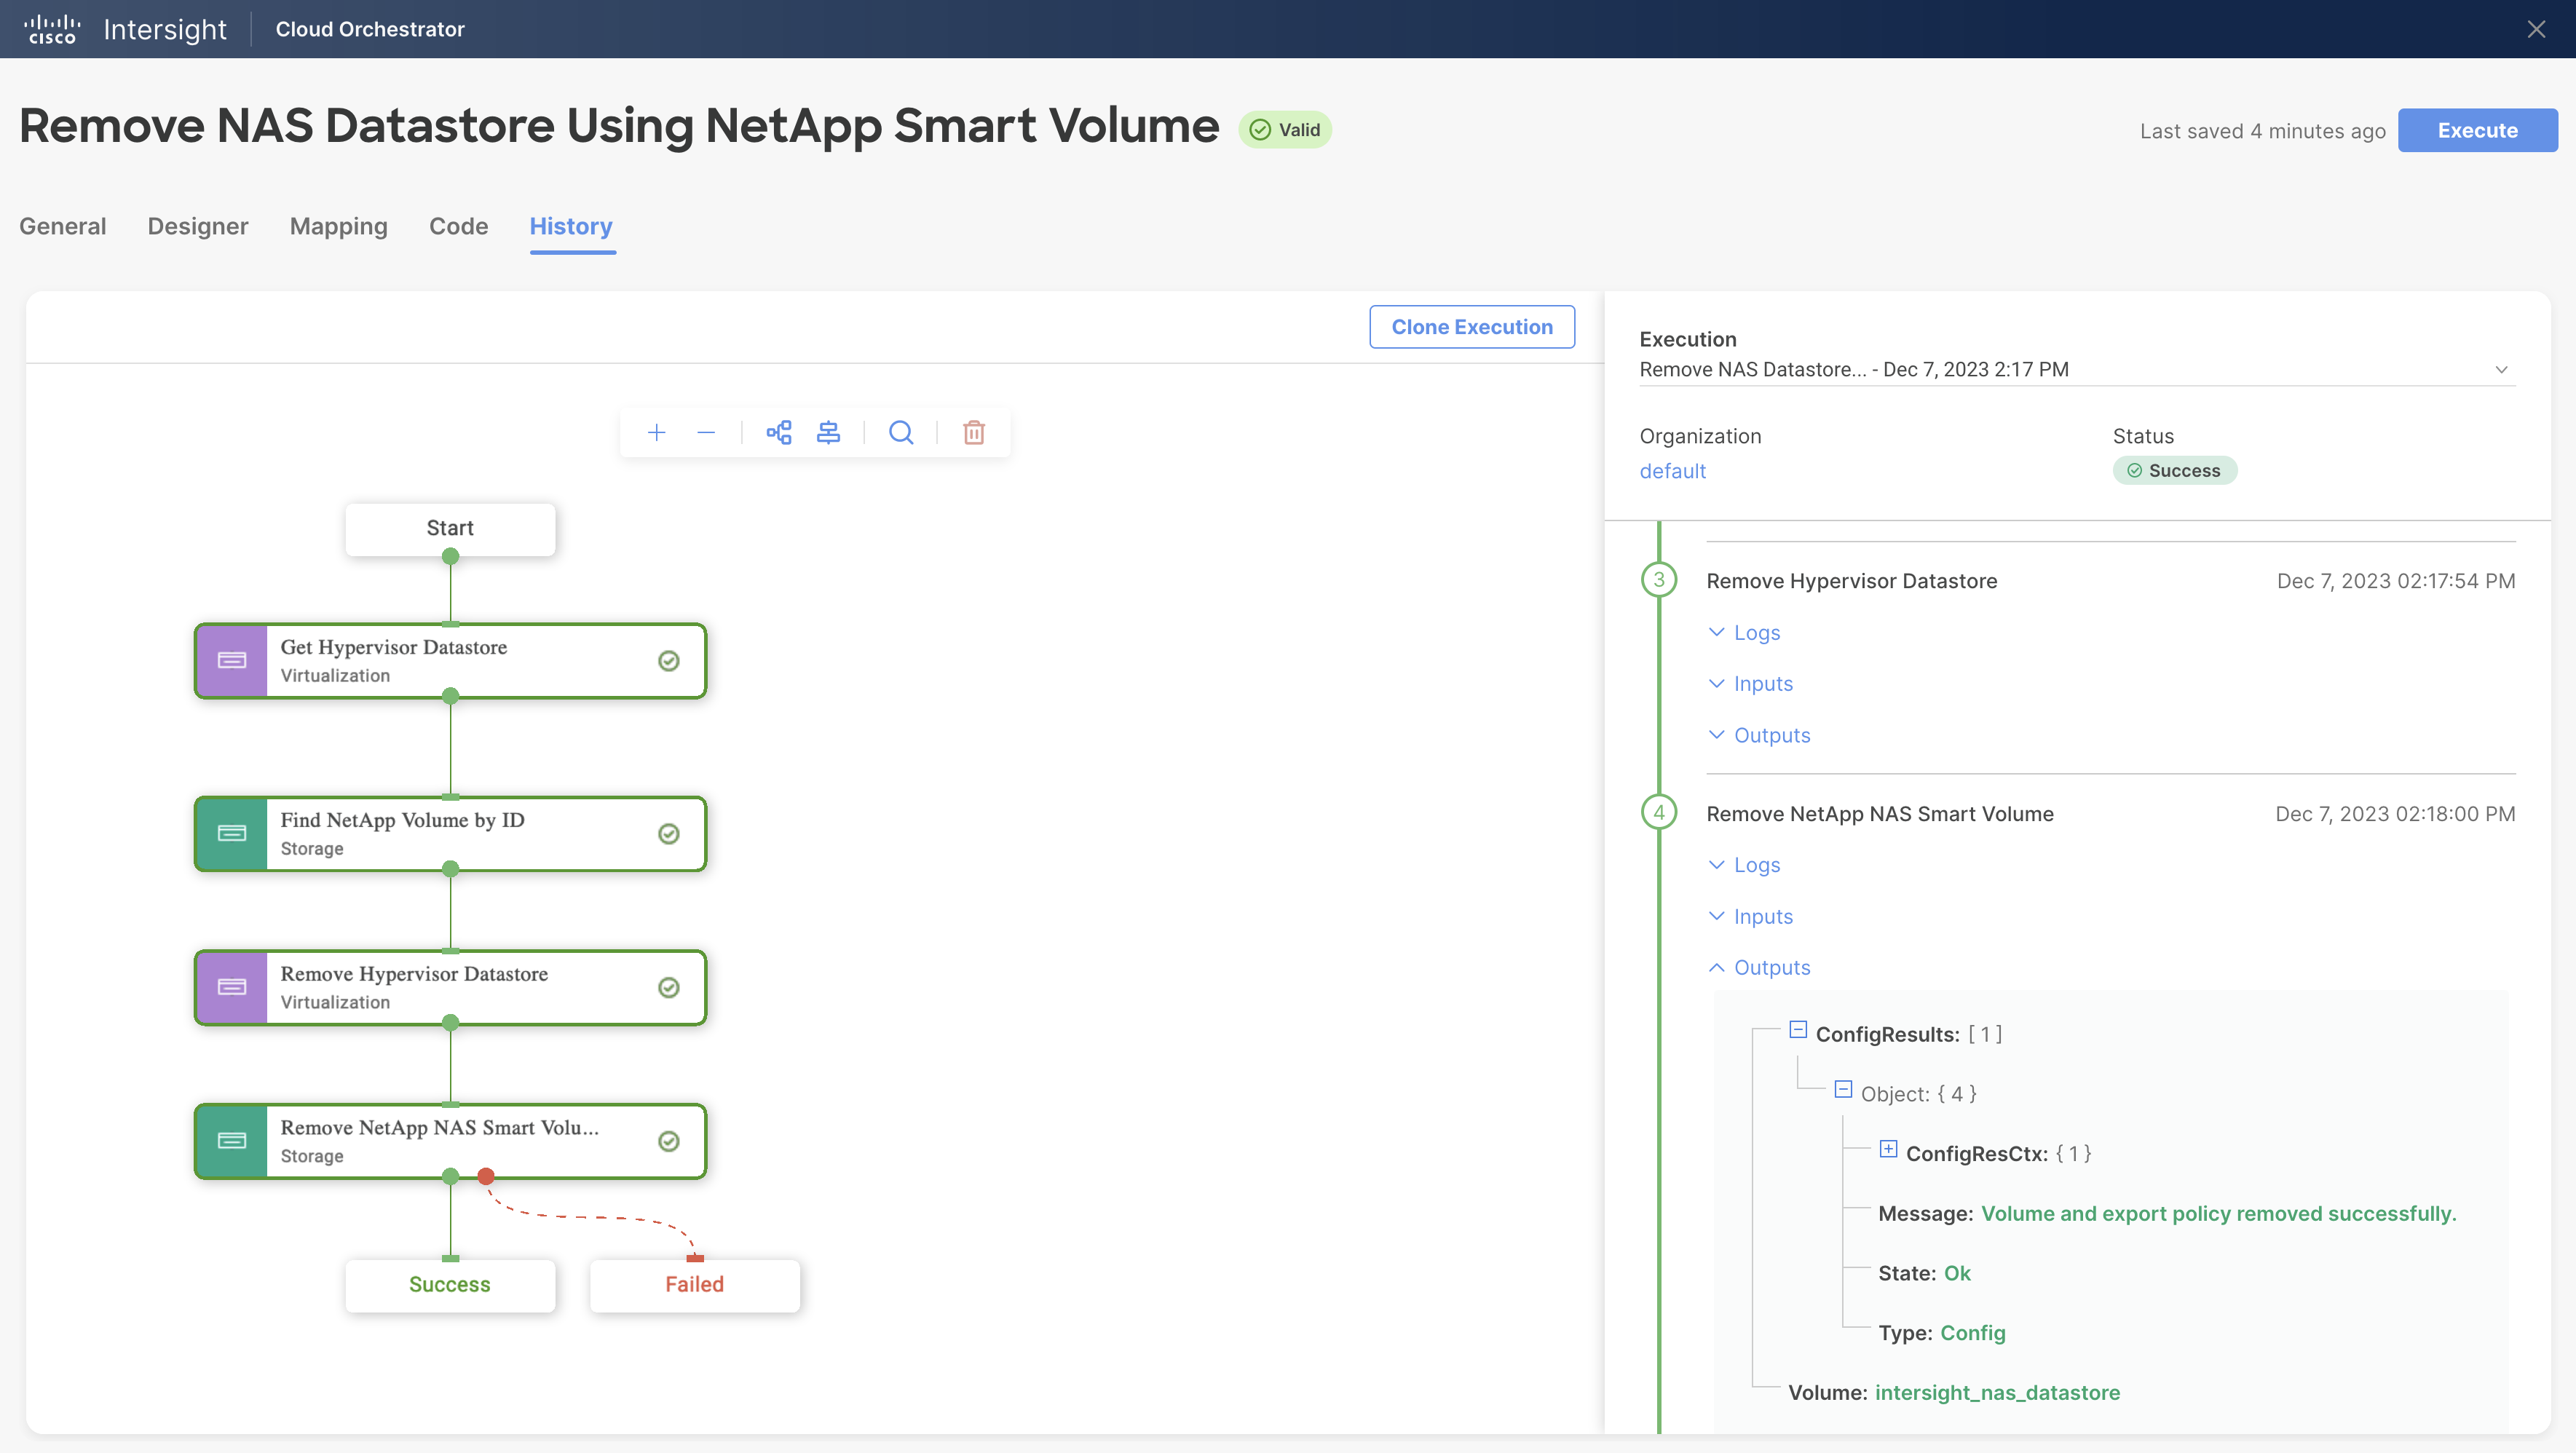 cisco Intersight Cloud Orchestrator
Remove NAS Datastore Using NetApp Smart Volume Valid
Last saved 4 minutes ago Execute
General Designer Mapping Code History
Clone Execution
Start
Get Hypervisor Datastore
Virtualization
Find NetApp Volume by ID
Storage
Remove Hypervisor Datastore
Virtualization
Remove NetApp NAS Smart Volu...
Storage
Success Failed
Execution
Remove NAS Datastore... - Dec 7, 2023 2:17 PM
Organization Status
default Success
3 Remove Hypervisor Datastore Dec 7, 2023 02:17:54 PM
Logs
Inputs
Outputs
4 Remove NetApp NAS Smart Volume Dec 7, 2023 02:18:00 PM
Logs
Inputs
Outputs
ConfigResults: [ 1 ]
Object: { 4 }
ConfigResCtx: { 1 }
Message: Volume and export policy removed successfully.
State: Ok
Type: Config
Volume: intersight_nas_datastore